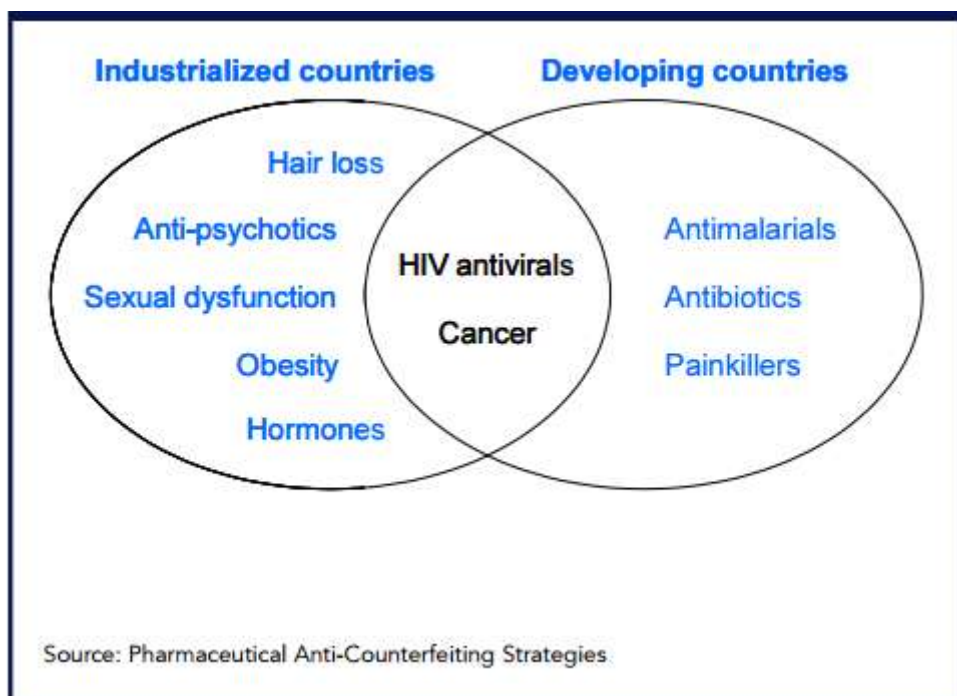 Industrialized countries
Developing countries
Hair loss
Anti-psychotics
Sexual dysfunction
Obesity
Hormones
HIV antivirals
Cancer
Antimalarials
Antibiotics
Painkillers
Source: Pharmaceutical Anti-Counterfeiting Strategies